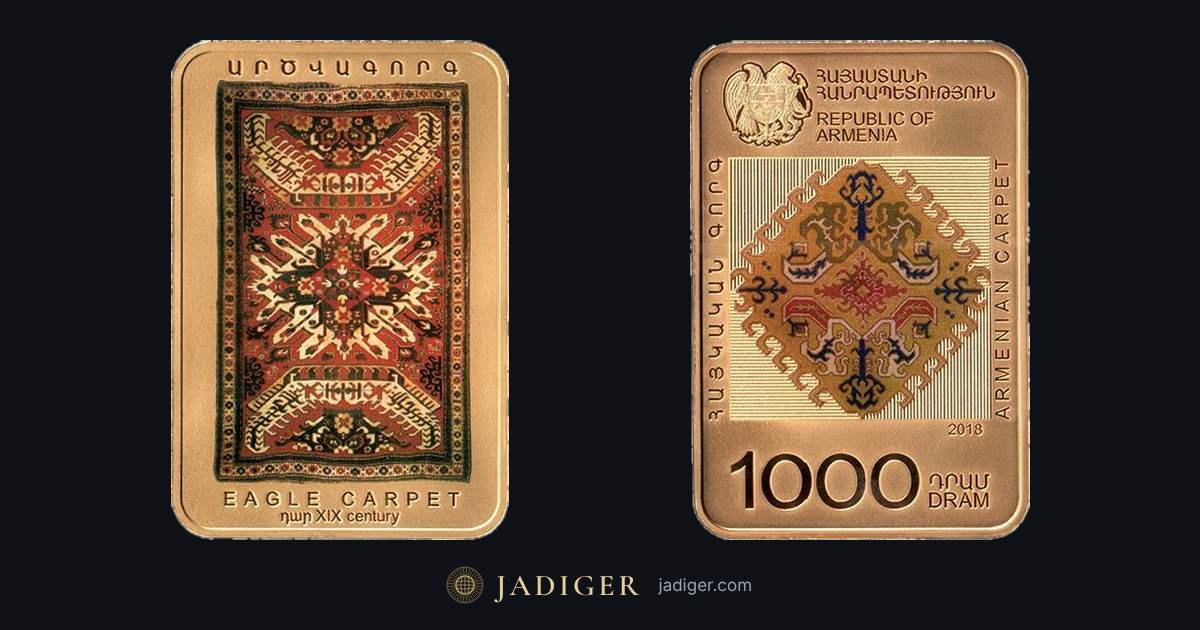 ԱՐԾՎԱԳՈՐԳ
EAGLE CARPET
դար XIX century
ՀԱՅԱՍՏԱՆԻ
ՀԱՆՐԱՊԵՏՈՒԹՅՈՒՆ
REPUBLIC OF
ARMENIA
ՀԱՅԿԱԿԱՆ ԳՈՐԳ
ARMENIAN CARPET
2018
1000 ԴՐԱՄ
DRAM
JADIGER jadiger.com